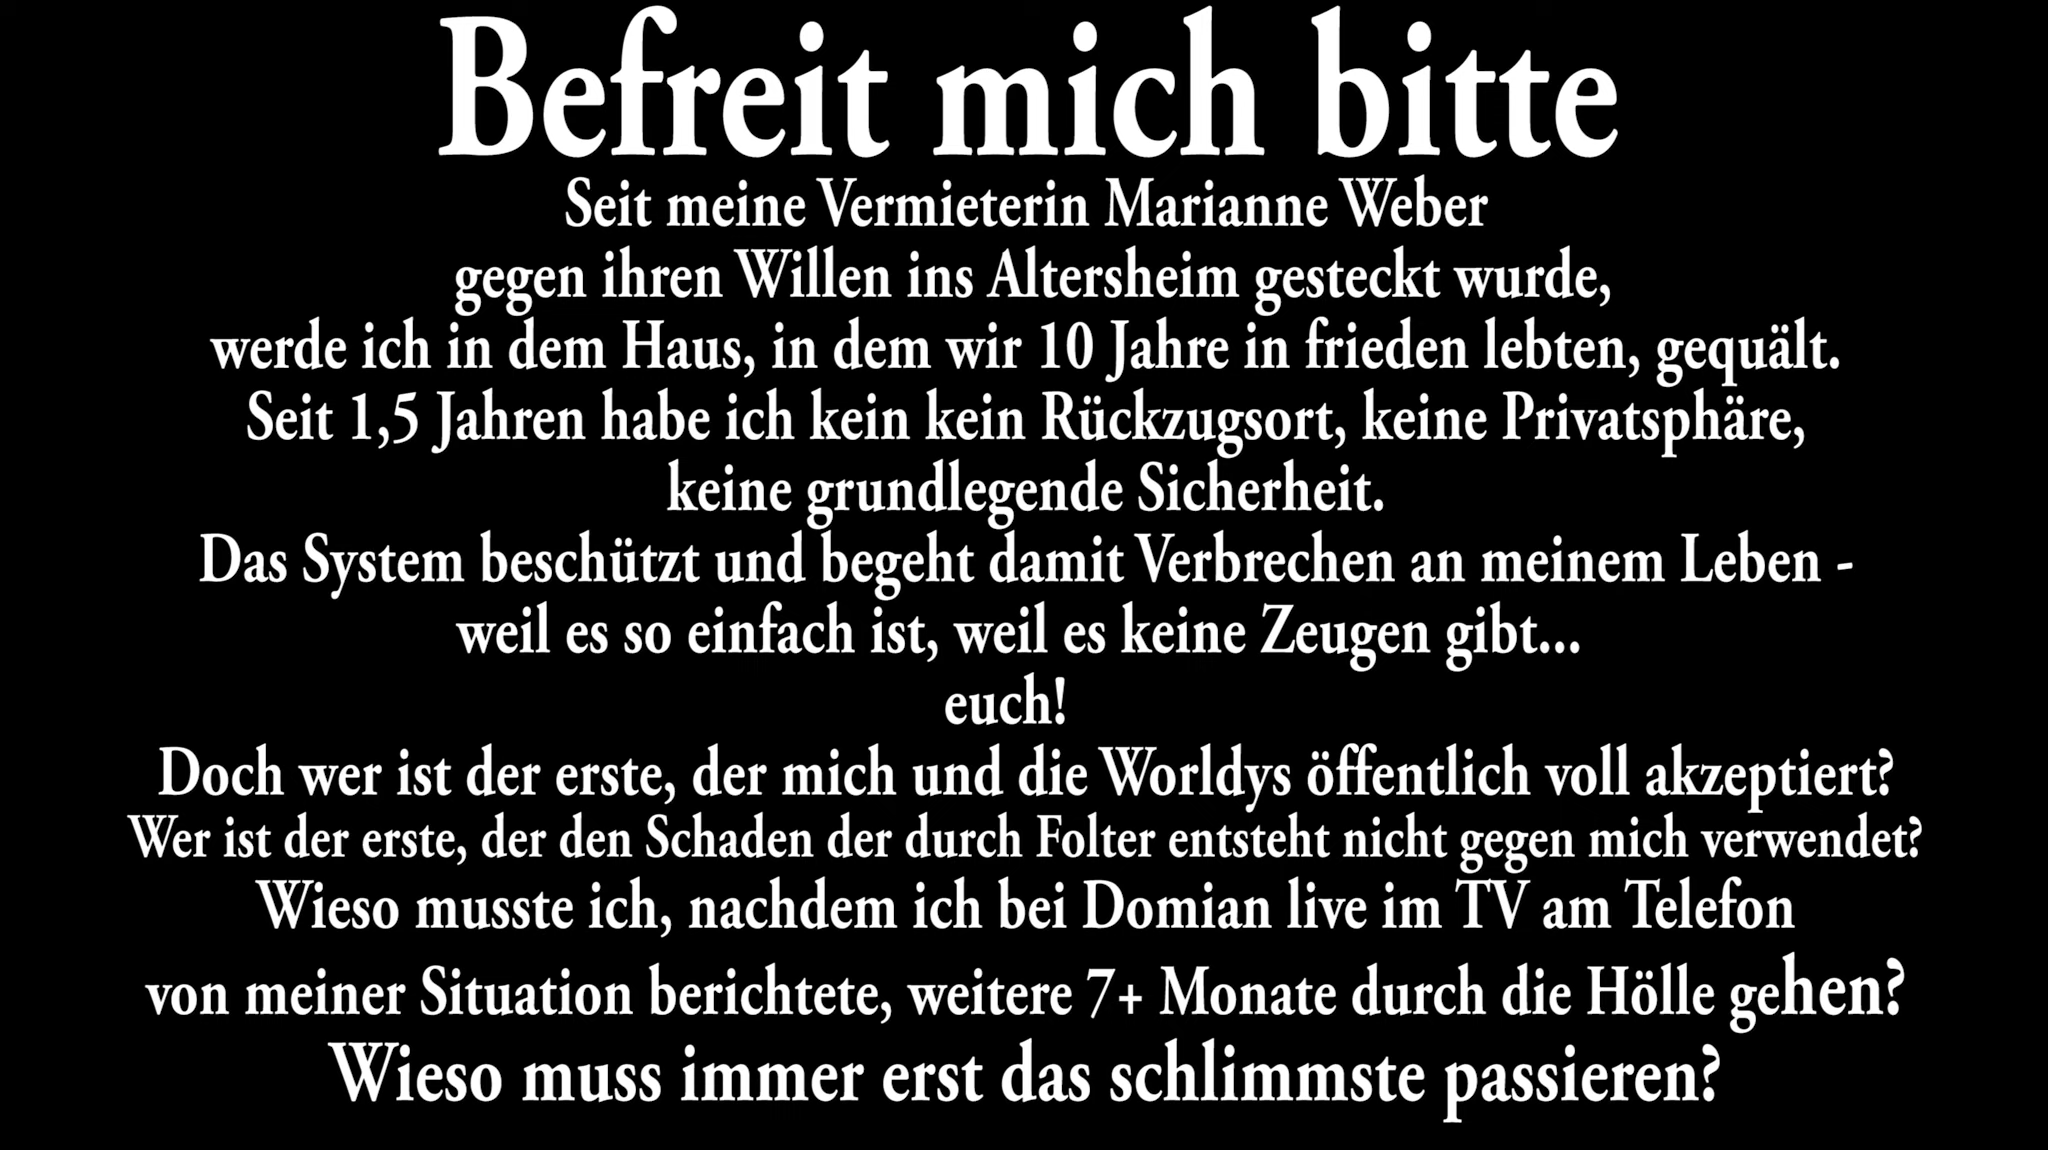 Befreit mich bitte
Seit meine Vermieterin Marianne Weber
gegen ihren Willen ins Altersheim gesteckt wurde,
werde ich in dem Haus, in dem wir 10 Jahre in frieden lebten, gequält.
Seit 1,5 Jahren habe ich kein kein Rückzugsort, keine Privatsphäre,
keine grundlegende Sicherheit.
Das System beschützt und begeht damit Verbrechen an meinem Leben -
weil es so einfach ist, weil es keine Zeugen gibt...
euch!
Doch wer ist der erste, der mich und die Worldys öffentlich voll akzeptiert?
Wer ist der erste, der den Schaden der durch Folter entsteht nicht gegen mich verwendet?
Wieso musste ich, nachdem ich bei Domian live im TV am Telefon
von meiner Situation berichtete, weitere 7+ Monate durch die Hölle gehen?
Wieso muss immer erst das schlimmste passieren?